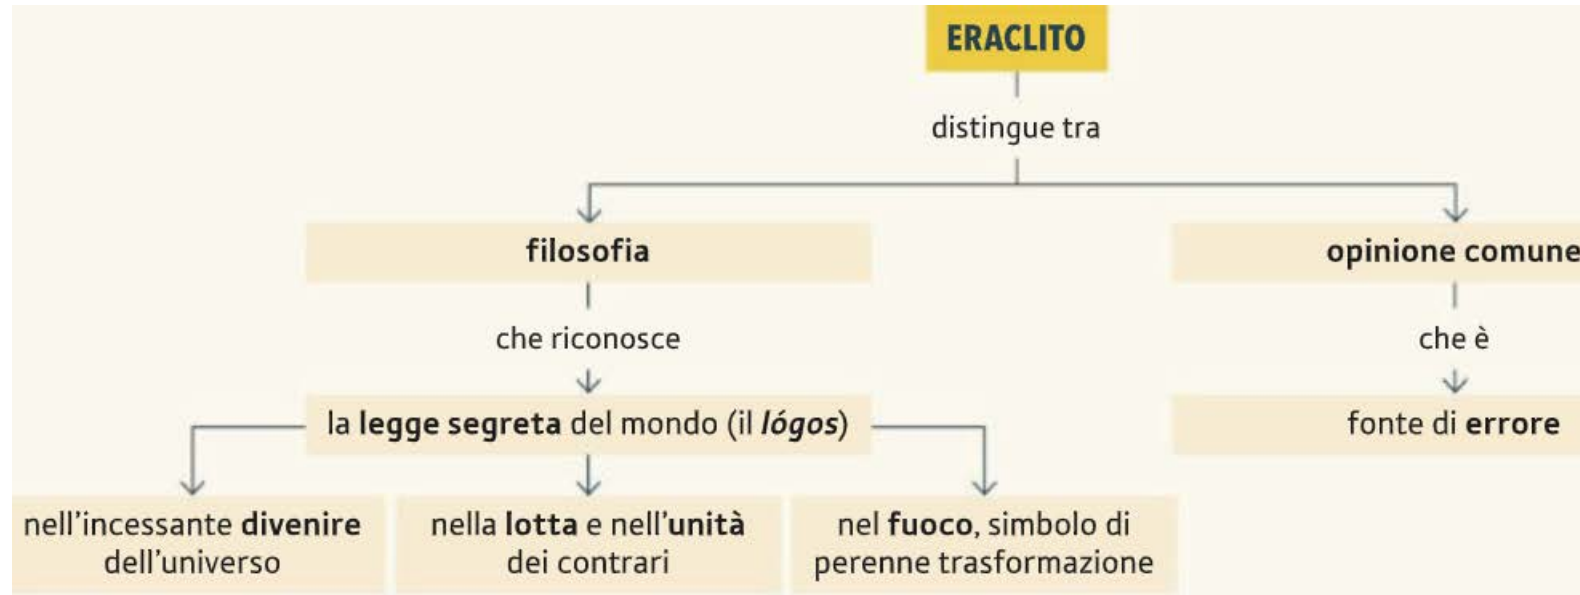 ERACLITO
distingue tra
filosofia
opinione comune
che riconosce
che è
la legge segreta del mondo (il lógos)
fonte di errore
nell'incessante divenire
dell'universo
nella lotta e nell'unità
dei contrari
nel fuoco, simbolo di
perenne trasformazione